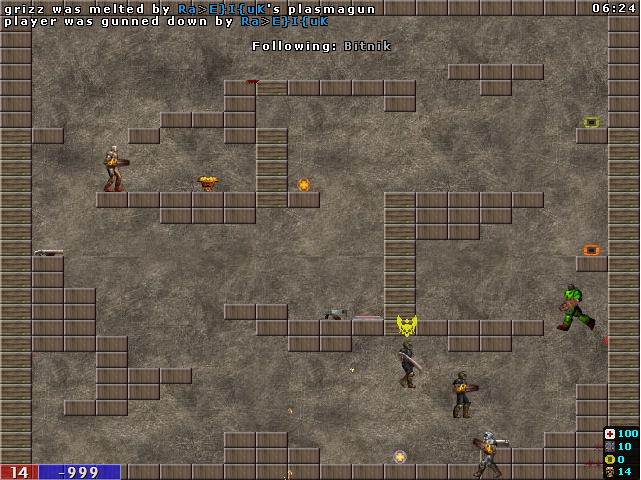 grizz was melted by Ra>E}I{uK's plasmagun
06:24
player was gunned down by Ra>E}I{uK
Following: Bitnik
100
10
0
14
14 -999